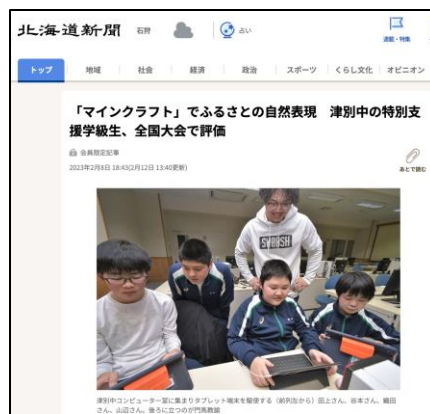 北海道新聞 石狩 占い
連載・特集
トップ 地域 社会 経済 政治 スポーツ くらし文化 オピニオン
「マインクラフト」でふるさとの自然表現 津別中の特別支
援学級生、全国大会で評価
会員限定記事
2023年2月8日 18:43(2月12日 13:40更新)
あとで読む
津別中コンピューター室に集まりタブレット端末を駆使する(前列左から)田上さん、谷本さん、織田
さん、山辺さん。後ろに立つのが門馬教諭